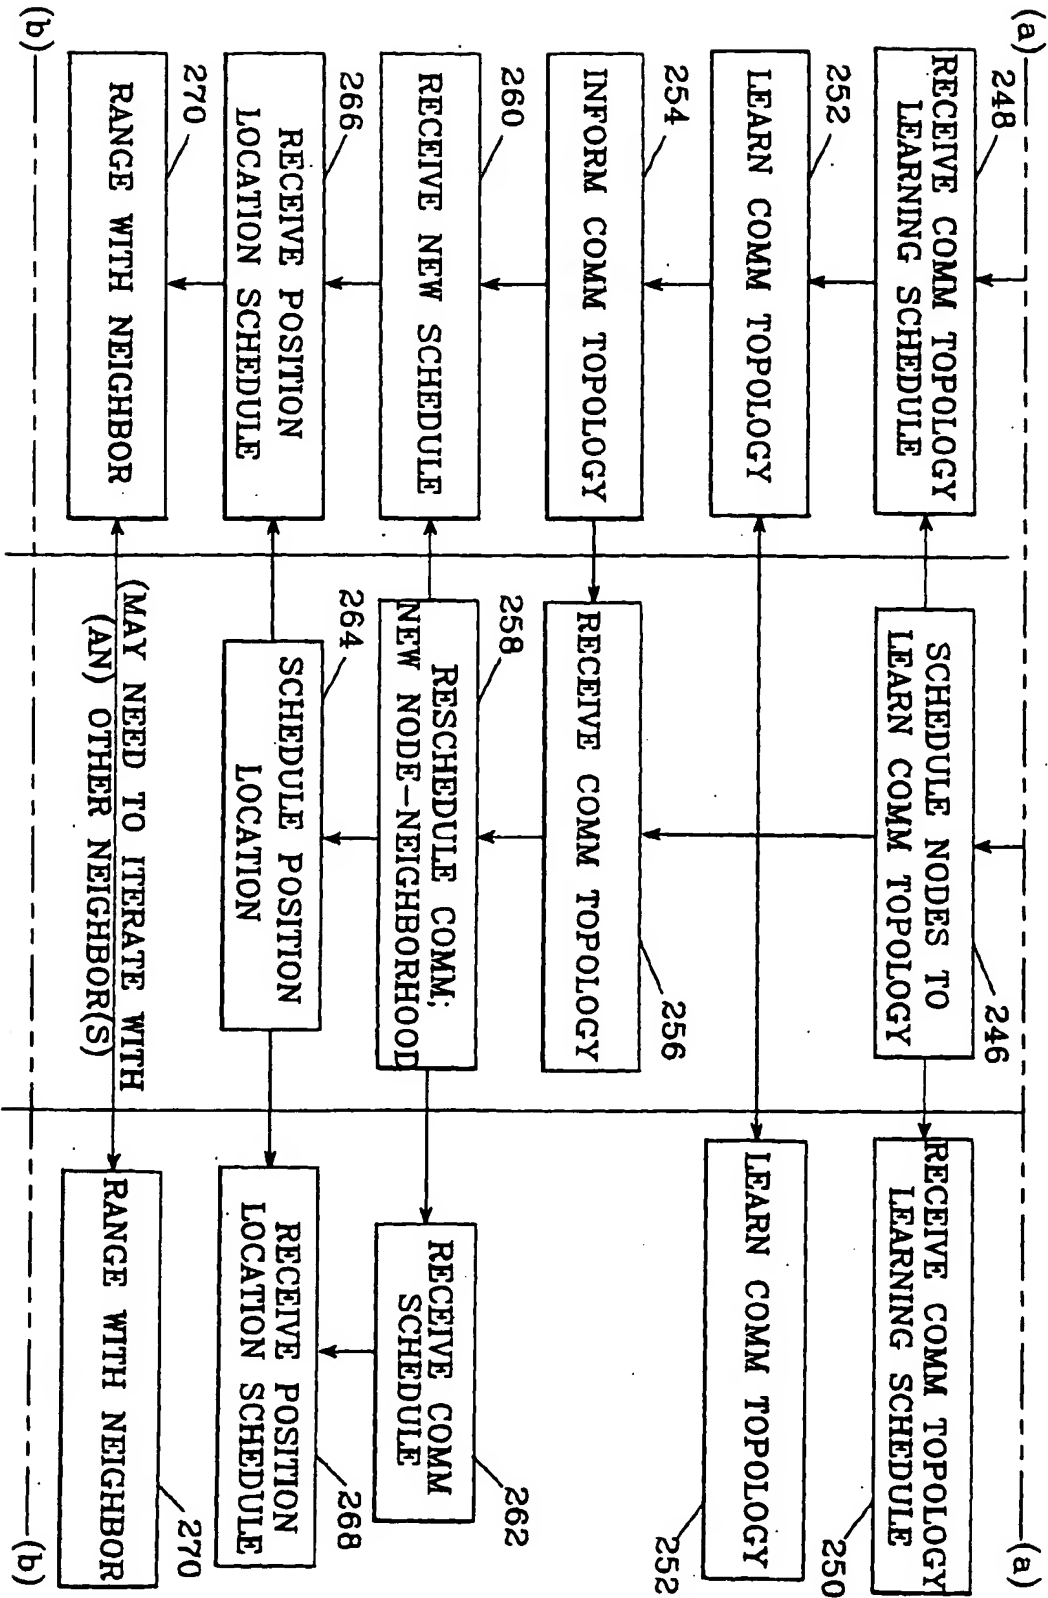 (a)
(a)
248
RECEIVE COMM TOPOLOGY
LEARNING SCHEDULE
SCHEDULE NODES TO
LEARN COMM TOPOLOGY
246
RECEIVE COMM TOPOLOGY
LEARNING SCHEDULE
250
252
LEARN COMM TOPOLOGY
LEARN COMM TOPOLOGY
252
254
INFORM COMM TOPOLOGY
RECEIVE COMM TOPOLOGY
256
260
RECEIVE NEW SCHEDULE
258
RESCHEDULE COMM;
NEW NODE-NEIGHBORHOOD
RECEIVE COMM
SCHEDULE
262
266
RECEIVE POSITION
LOCATION SCHEDULE
264
SCHEDULE POSITION
LOCATION
RECEIVE POSITION
LOCATION SCHEDULE
268
270
RANGE WITH NEIGHBOR
(MAY NEED TO ITERATE WITH
(AN) OTHER NEIGHBOR(S)
RANGE WITH NEIGHBOR
270
(b)
(b)